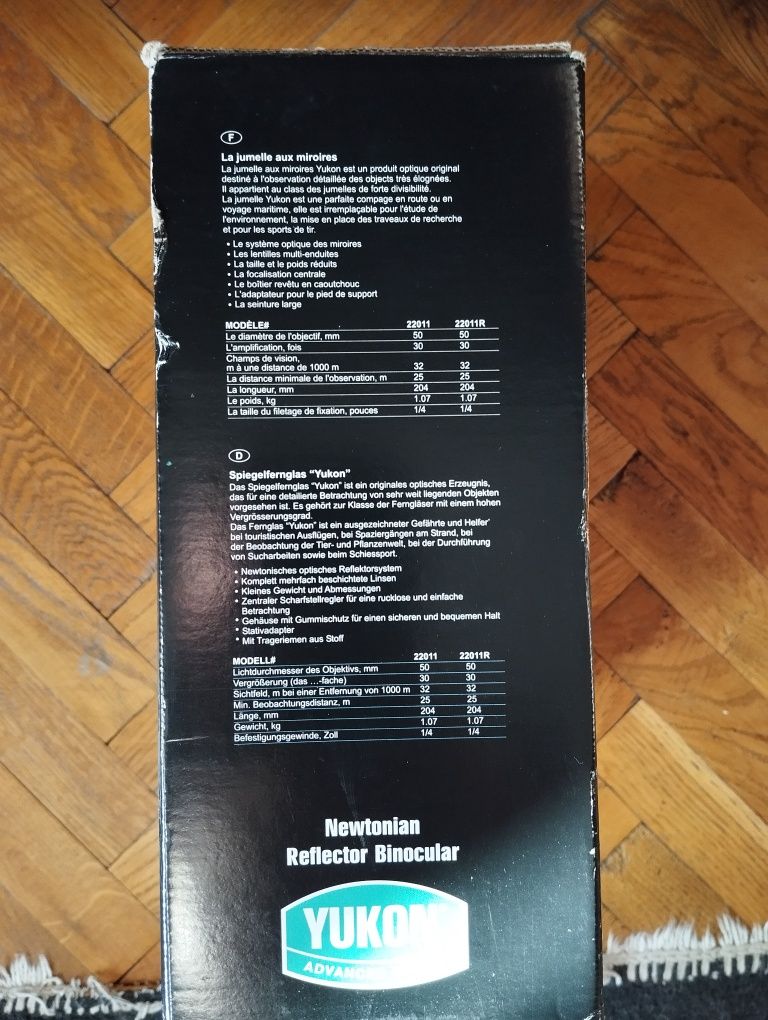 F
La jumelle aux miroires
La jumelle aux miroires Yukon est un produit optique original
destiné à l'observation détaillée des objects très élognées.
Il appartient au class des jumelles de forte divisibilité.
La jumelle Yukon est une parfaite compage en route ou en
voyage maritime, elle est irremplaçable pour l'étude de
l'environnement, la mise en place des traveaux de recherche
et pour les sports de tir.
• Le système optique des miroires
• Les lentilles multi-enduites
• La taille et le poids réduits
• La focalisation centrale
• Le boîtier revêtu en caoutchouc
• L'adaptateur pour le pied de support
• La seinture large
MODÈLE# 22011 22011R
Le diamètre de l'objectif, mm 50 50
L'amplification, fois 30 30
Champs de vision,
m à une distance de 1000 m 32 32
La distance minimale de l'observation, m 25 25
La longueur, mm 204 204
Le poids, kg 1.07 1.07
La taille du filetage de fixation, pouces 1/4 1/4
D
Spiegelfernglas “Yukon”
Das Spiegelfernglas “Yukon” ist ein originales optisches Erzeugnis,
das für eine detailierte Betrachtung von sehr weit liegenden Objekten
vorgesehen ist. Es gehört zur Klasse der Ferngläser mit einem hohen
Vergrösserungsgrad.
Das Fernglas “Yukon” ist ein ausgezeichneter Gefährte und Helfer
bei touristischen Ausflügen, bei Spaziergängen am Strand, bei
der Beobachtung der Tier- und Pflanzenwelt, bei der Durchführung
von Sucharbeiten sowie beim Schiessport.
• Newtonisches optisches Reflektorsystem
• Komplett mehrfach beschichtete Linsen
• Kleines Gewicht und Abmessungen
• Zentraler Scharfstellregler für eine rucklose und einfache
Betrachtung
• Gehäuse mit Gummischutz für einen sicheren und bequemen Halt
• Stativadapter
• Mit Trageriemen aus Stoff
MODELL# 22011 22011R
Lichtdurchmesser des Objektivs, mm 50 50
Vergrößerung (das ...-fache) 30 30
Sichtfeld, m bei einer Entfernung von 1000 m 32 32
Min. Beobachtungsdistanz, m 25 25
Länge, mm 204 204
Gewicht, kg 1.07 1.07
Befestigungsgewinde, Zoll 1/4 1/4
Newtonian
Reflector Binocular
YUKON